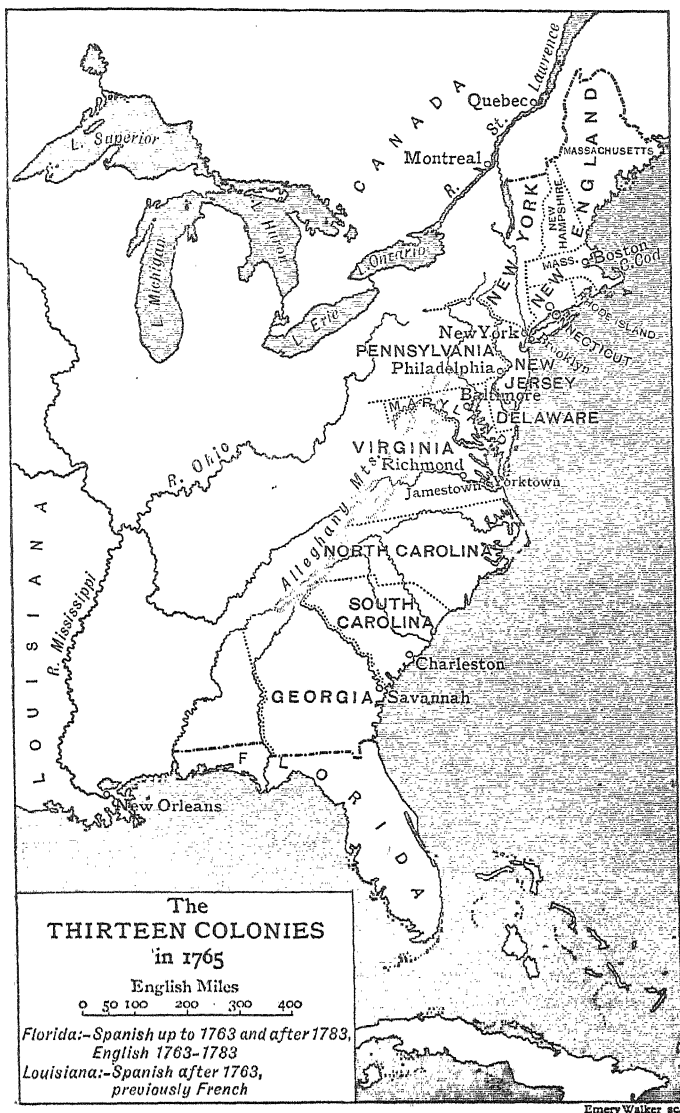 St. Lawrence
Quebec
CANADA
L. Superior
Montreal
R.
MASSACHUSETTS
NEW ENGLAND
NEW YORK
NEW HAMPSHIRE
L. Huron
L. Michigan
L. Ontario
MASS.
Boston
C. Cod
L. Erie
RHODE ISLAND
CONNECTICUT
New York
Brooklyn
PENNSYLVANIA
Philadelphia
NEW JERSEY
Baltimore
MARYLAND
DELAWARE
VIRGINIA
Richmond
R. Ohio
Jamestown
Yorktown
Alleghany Mts.
NORTH CAROLINA
LOUISIANA
R. Mississippi
SOUTH CAROLINA
Charleston
GEORGIA
Savannah
FLORIDA
New Orleans
The
THIRTEEN COLONIES
in 1765
English Miles
0 50 100 200 300 400
Florida:-Spanish up to 1763 and after 1783,
English 1763-1783
Louisiana:-Spanish after 1763,
previously French
Emery Walker sc.